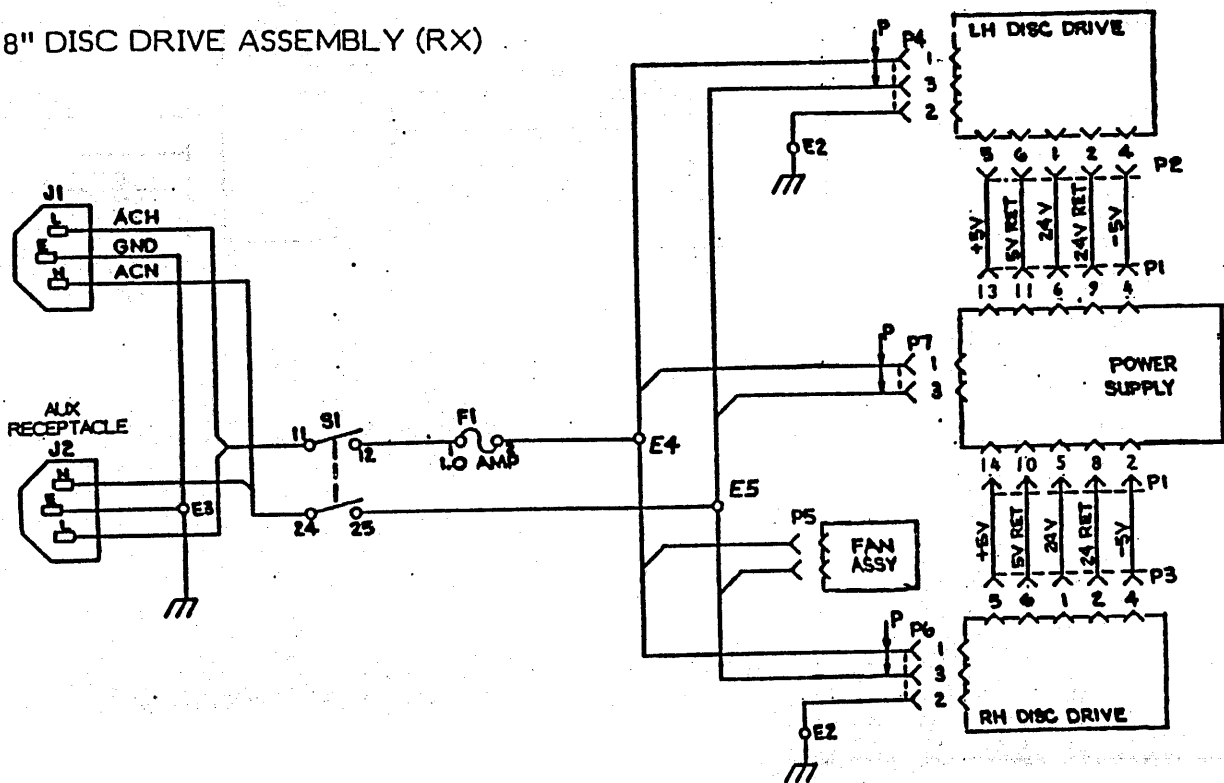 8" DISC DRIVE ASSEMBLY (RX)
P P4
LH DISC DRIVE
1
3
2
E2
5 6 1 2 4
P2
+5V
5V RET
24V
24V RET
-5V
P1
13 11 6 9 4
J1
L ACH
E GND
N ACN
P P7
1
3
POWER
SUPPLY
AUX
RECEPTACLE
J2
N
E
L
E3
11 S1 12
24 25
F1
1 2
1.0 AMP
E4
E5
14 10 5 8 2
P1
+5V
5V RET
24V
24 RET
-5V
P3
5 6 1 2 4
P5
FAN
ASSY
P P6
1
3
2
E2
RH DISC DRIVE